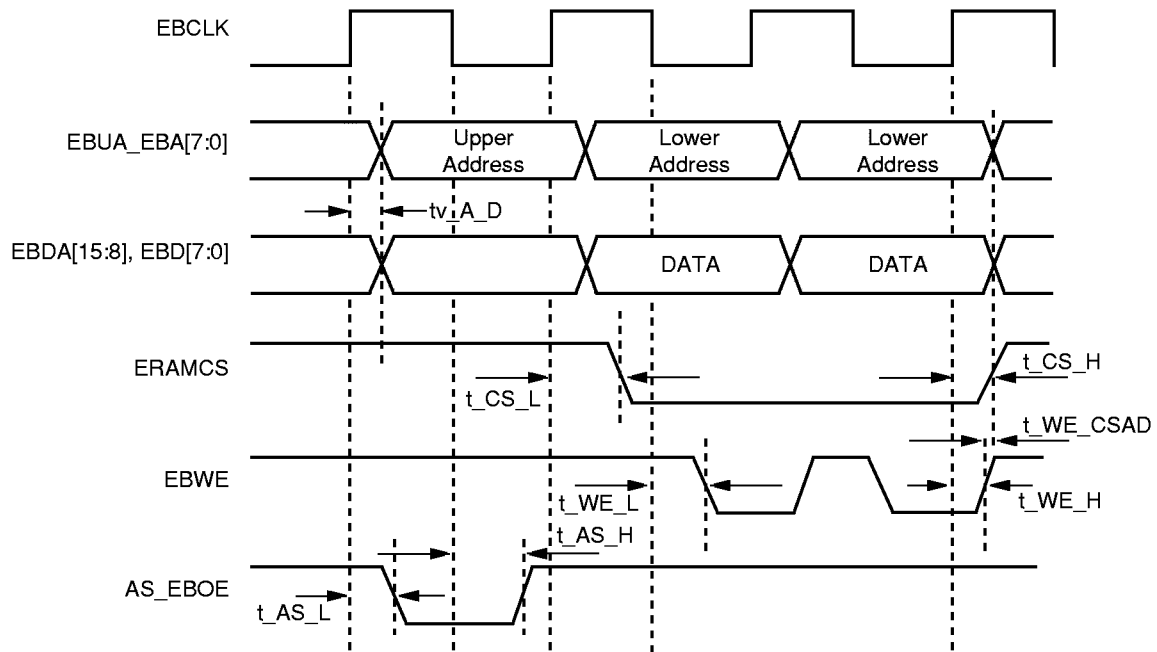 EBCLK
EBUA_EBA[7:0]
Upper
Address
Lower
Address
Lower
Address
tv_A_D
EBDA[15:8], EBD[7:0]
DATA
DATA
ERAMCS
t_CS_L
t_CS_H
t_WE_CSAD
EBWE
t_WE_L
t_WE_H
t_AS_H
AS_EBOE
t_AS_L